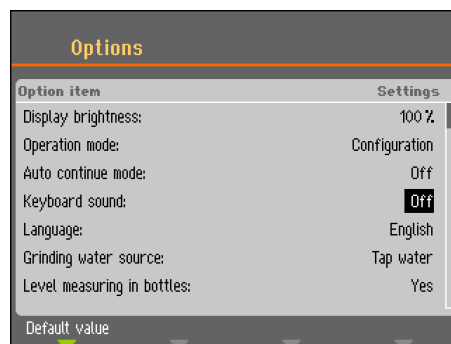 Options
Option item Settings
Display brightness: 100 %
Operation mode: Configuration
Auto continue mode: Off
Keyboard sound: Off
Language: English
Grinding water source: Tap water
Level measuring in bottles: Yes
Default value